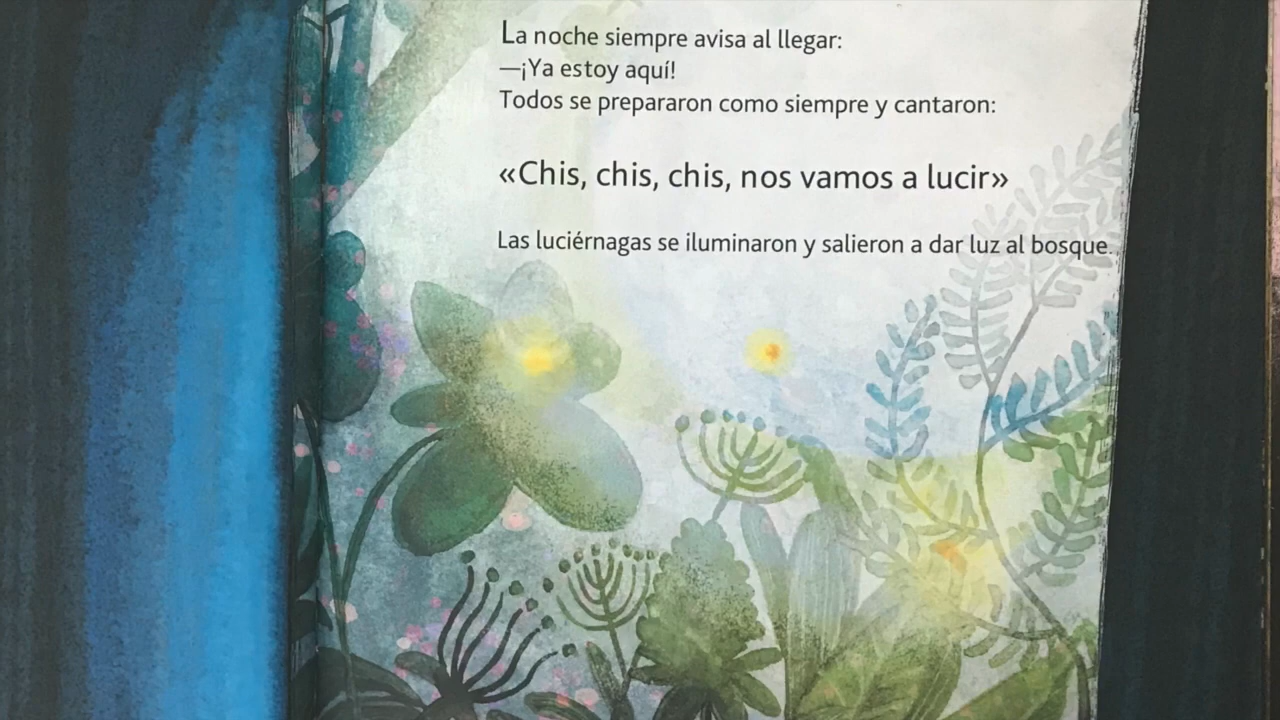 La noche siempre avisa al llegar:
—¡Ya estoy aquí!
Todos se prepararon como siempre y cantaron:
«Chis, chis, chis, nos vamos a lucir»
Las luciérnagas se iluminaron y salieron a dar luz al bosque.